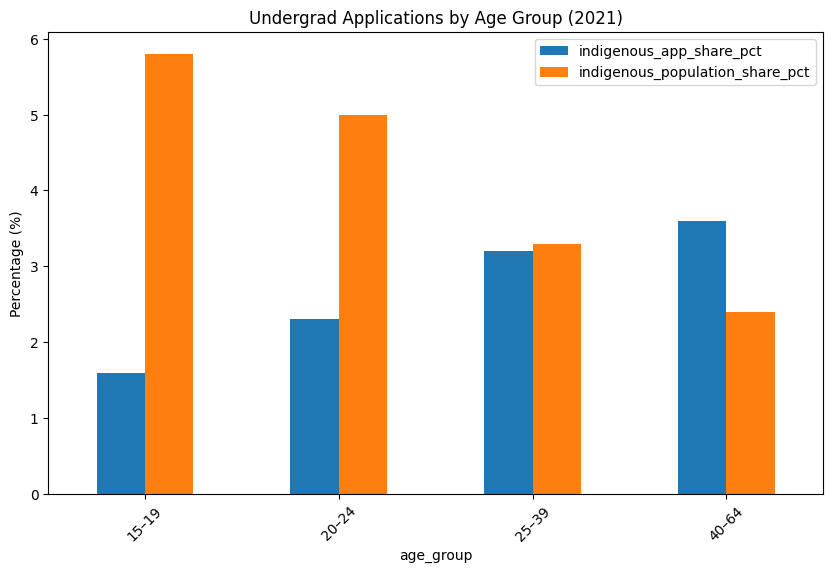 Undergrad Applications by Age Group (2021)
indigenous_app_share_pct
indigenous_population_share_pct
Percentage (%)
6
5
4
3
2
1
0
15–19
20–24
25–39
40–64
age_group